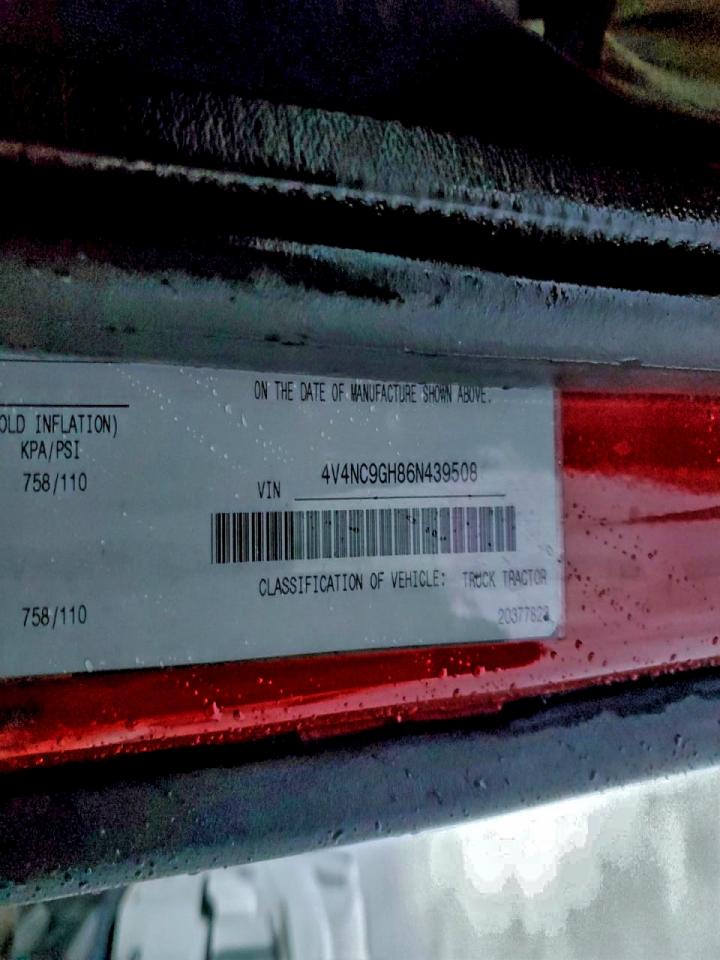 ON THE DATE OF MANUFACTURE SHOWN ABOVE.
OLD INFLATION)
KPA/PSI
758/110
VIN 4V4NC9GH86N439508
CLASSIFICATION OF VEHICLE: TRUCK TRACTOR
758/110